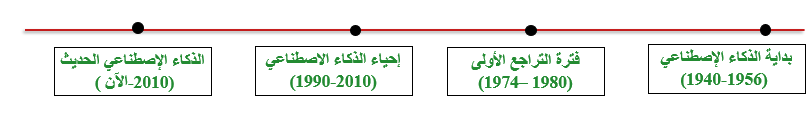 بداية الذكاء الإصطناعي
(1940-1956)
فترة التراجع الأولى
(1974– 1980)
إحياء الذكاء الاصطناعي
(1990-2010)
الذكاء الإصطناعي الحديث
(2010-الآن )